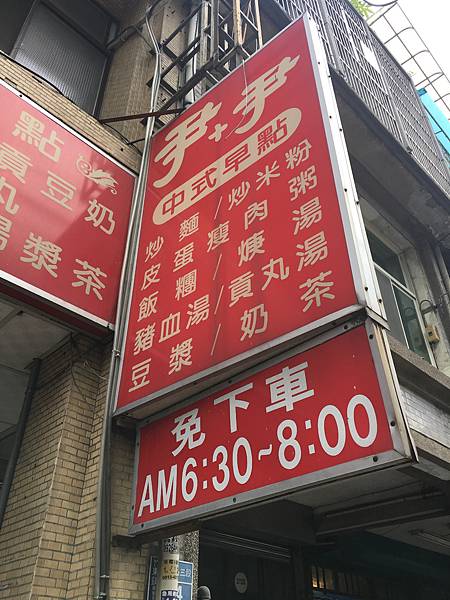 尹+尹
中式早點
炒麵/炒米粉
皮蛋瘦肉粥
飯糰/焿湯
豬血湯/貢丸湯
豆漿/奶茶
免下車
AM6:30~8:00
點
貢豆奶
丸
湯漿茶